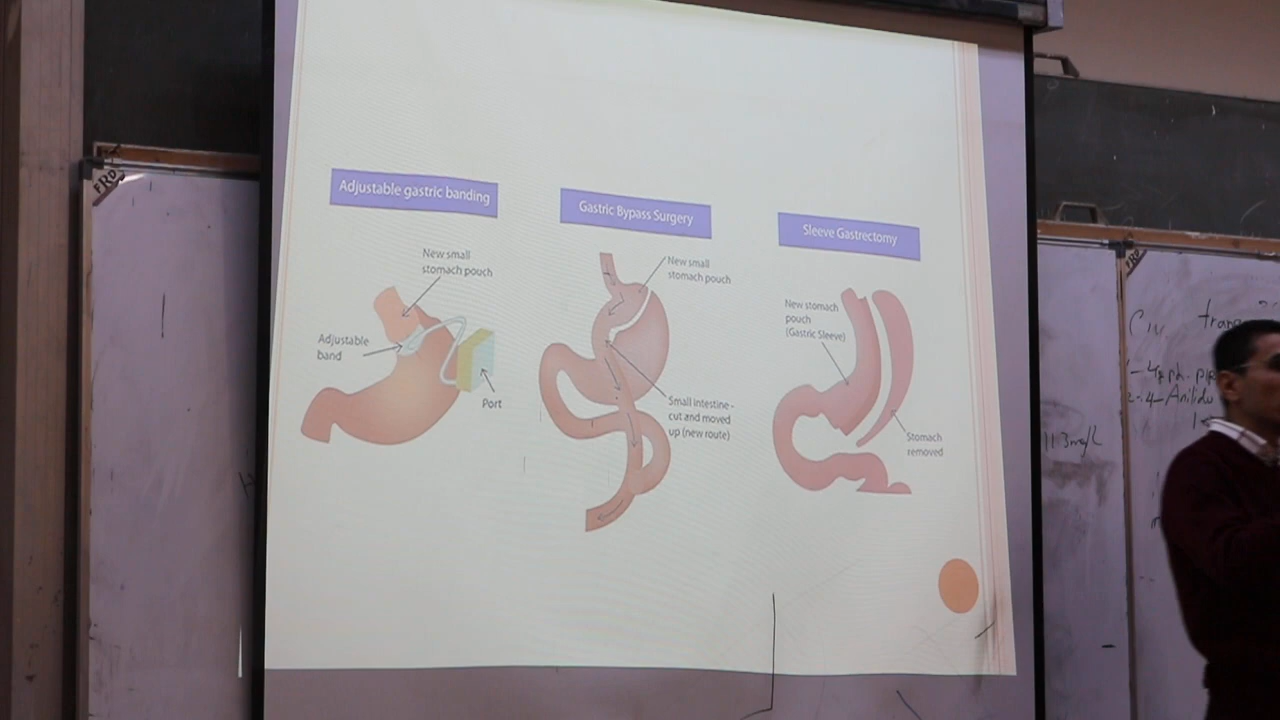 Adjustable gastric banding
New small
stomach pouch
Adjustable
band
Port
Gastric Bypass Surgery
New small
stomach pouch
Small intestine -
cut and moved
up (new route)
Sleeve Gastrectomy
New stomach
pouch
(Gastric Sleeve)
Stomach
removed
FRD